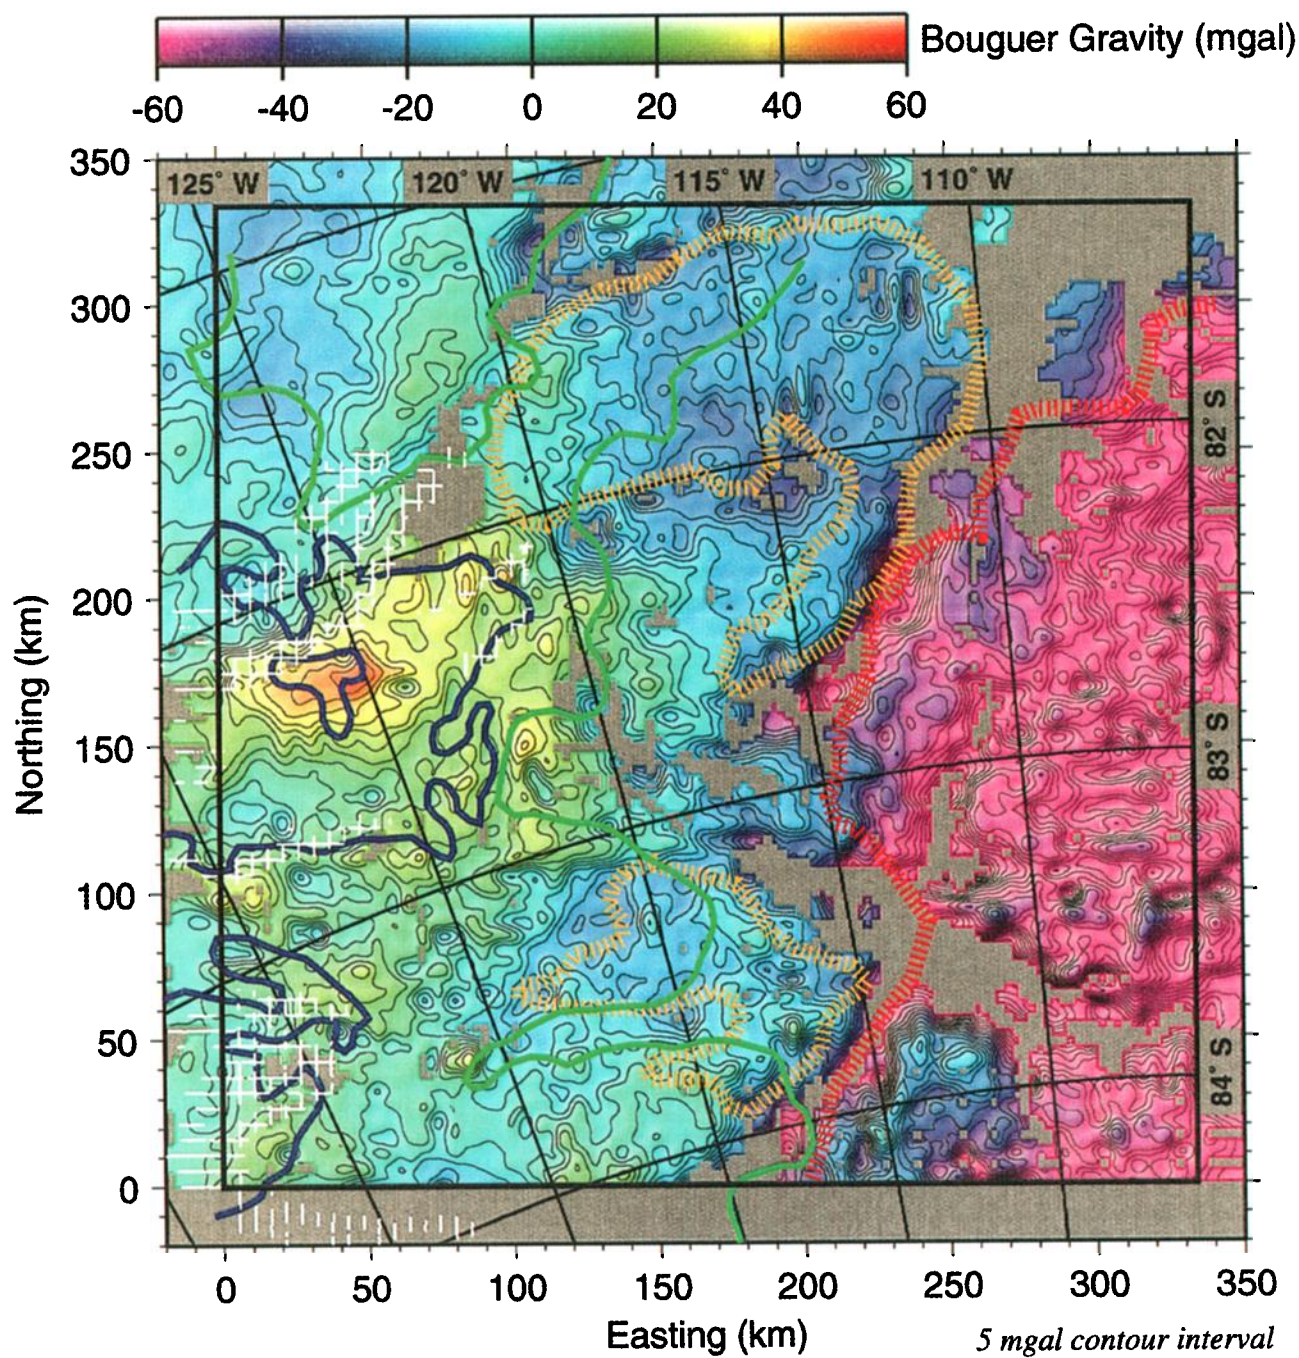 Bouguer Gravity (mgal)
-60 -40 -20 0 20 40 60
125° W 120° W 115° W 110° W
350
300
250
200
150
100
50
0
Northing (km)
82° S
83° S
84° S
0 50 100 150 200 250 300 350
Easting (km)
5 mgal contour interval